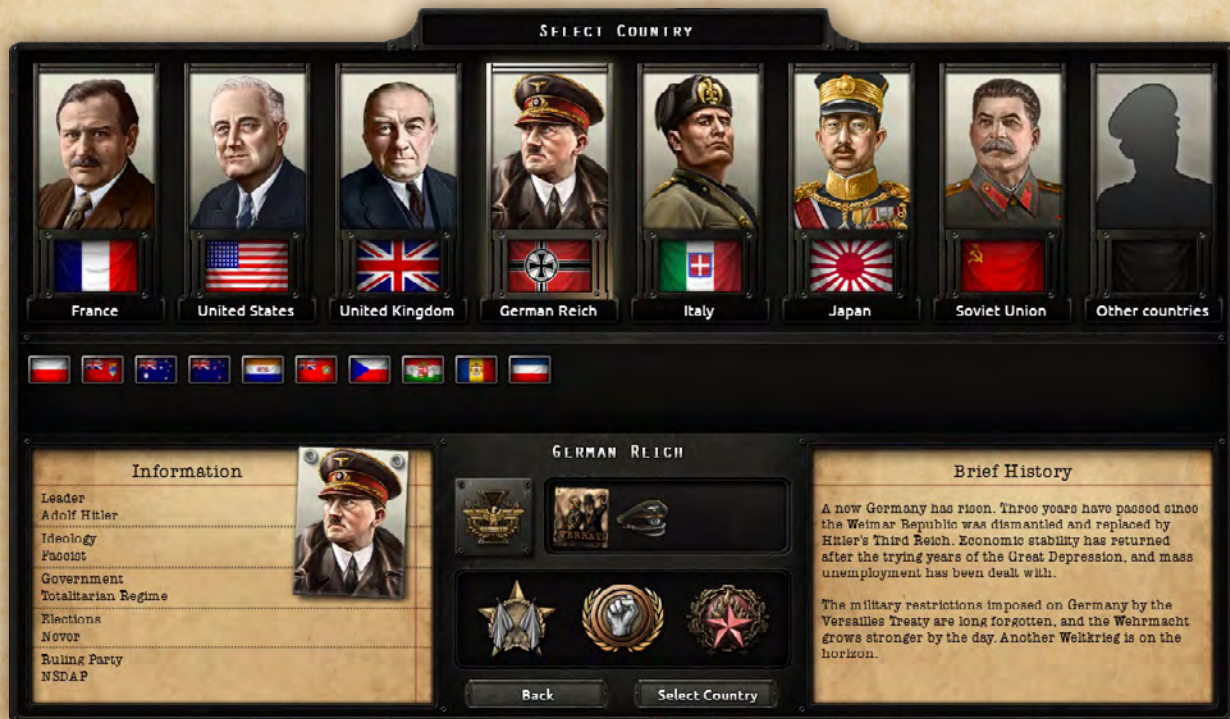 SELECT COUNTRY
France
United States
United Kingdom
German Reich
Italy
Japan
Soviet Union
Other countries
Information
Leader
Adolf Hitler
Ideology
Fascist
Government
Totalitarian Regime
Elections
Never
Ruling Party
NSDAP
GERMAN REICH
VERRAT
Back
Select Country
Brief History
A new Germany has risen. Three years have passed since
the Weimar Republic was dismantled and replaced by
Hitler's Third Reich. Economic stability has returned
after the trying years of the Great Depression, and mass
unemployment has been dealt with.
The military restrictions imposed on Germany by the
Versailles Treaty are long forgotten, and the Wehrmacht
grows stronger by the day. Another Weltkrieg is on the
horizon.